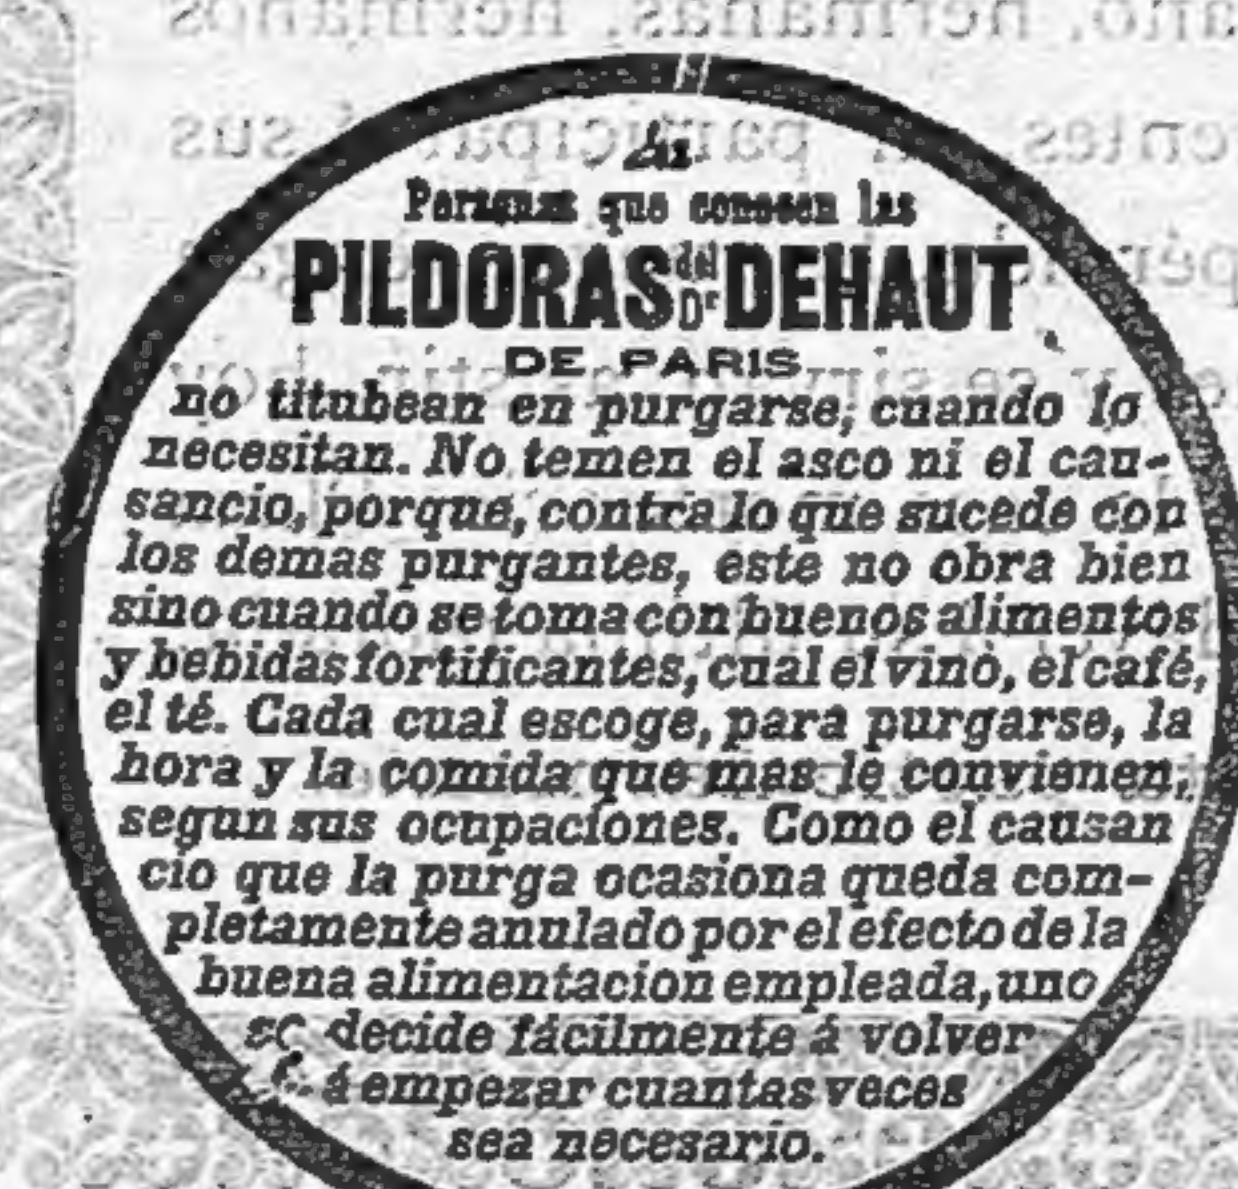 Las
Personas que conocen las
PILDORAS del Dr DEHAUT
DE PARIS
no titubean en purgarse, cuando lo
necesitan. No temen el asco ni el cau-
sancio, porque, contra lo que sucede con
los demas purgantes, este no obra bien
sino cuando se toma con buenos alimentos
y bebidas fortificantes, cual el vino, el café,
el té. Cada cual escoge, para purgarse, la
hora y la comida que mas le convienen,
segun sus ocupaciones. Como el causan
cio que la purga ocasiona queda com-
pletamente anulado por el efecto de la
buena alimentacion empleada, uno
se decide fácilmente á volver
á empezar cuantas veces
sea necesario.